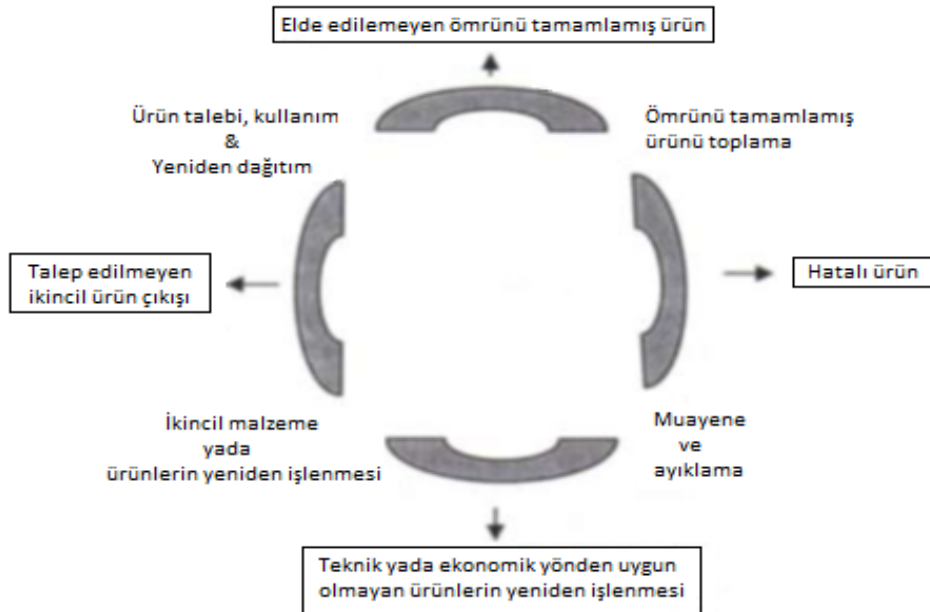 Elde edilemeyen ömrünü tamamlamış ürün
Ürün talebi, kullanım
&
Yeniden dağıtım
Ömrünü tamamlamış
ürünü toplama
Talep edilmeyen
ikincil ürün çıkışı
Hatalı ürün
İkincil malzeme
yada
ürünlerin yeniden işlenmesi
Muayene
ve
ayıklama
Teknik yada ekonomik yönden uygun
olmayan ürünlerin yeniden işlenmesi